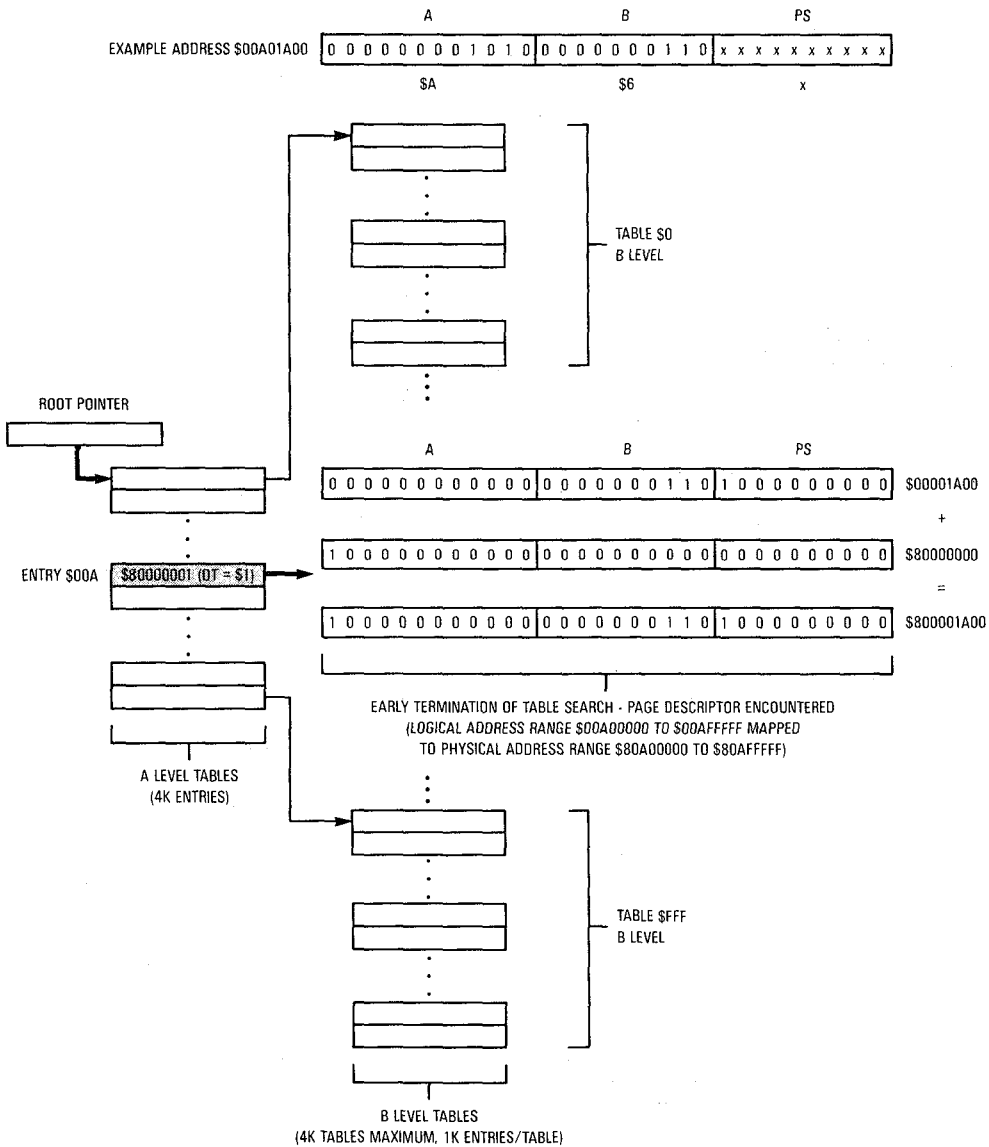 A B PS
EXAMPLE ADDRESS $00A01A00 0 0 0 0 0 0 0 0 1 0 1 0 0 0 0 0 0 0 0 1 1 0 x x x x x x x x x x
$A $6 x
TABLE $0
B LEVEL
ROOT POINTER
A B PS
0 0 0 0 0 0 0 0 0 0 0 0 0 0 0 0 0 0 0 1 1 0 1 0 0 0 0 0 0 0 0 0 $00001A00
+
ENTRY $00A $80000001 (DT = $1) 1 0 0 0 0 0 0 0 0 0 0 0 0 0 0 0 0 0 0 0 0 0 0 0 0 0 0 0 0 0 0 0 $80000000
=
1 0 0 0 0 0 0 0 0 0 0 0 0 0 0 0 0 0 0 1 1 0 1 0 0 0 0 0 0 0 0 0 $800001A00
EARLY TERMINATION OF TABLE SEARCH - PAGE DESCRIPTOR ENCOUNTERED
(LOGICAL ADDRESS RANGE $00A00000 TO $00AFFFFF MAPPED
TO PHYSICAL ADDRESS RANGE $80A00000 TO $80AFFFFF)
A LEVEL TABLES
(4K ENTRIES)
TABLE $FFF
B LEVEL
B LEVEL TABLES
(4K TABLES MAXIMUM, 1K ENTRIES/TABLE)